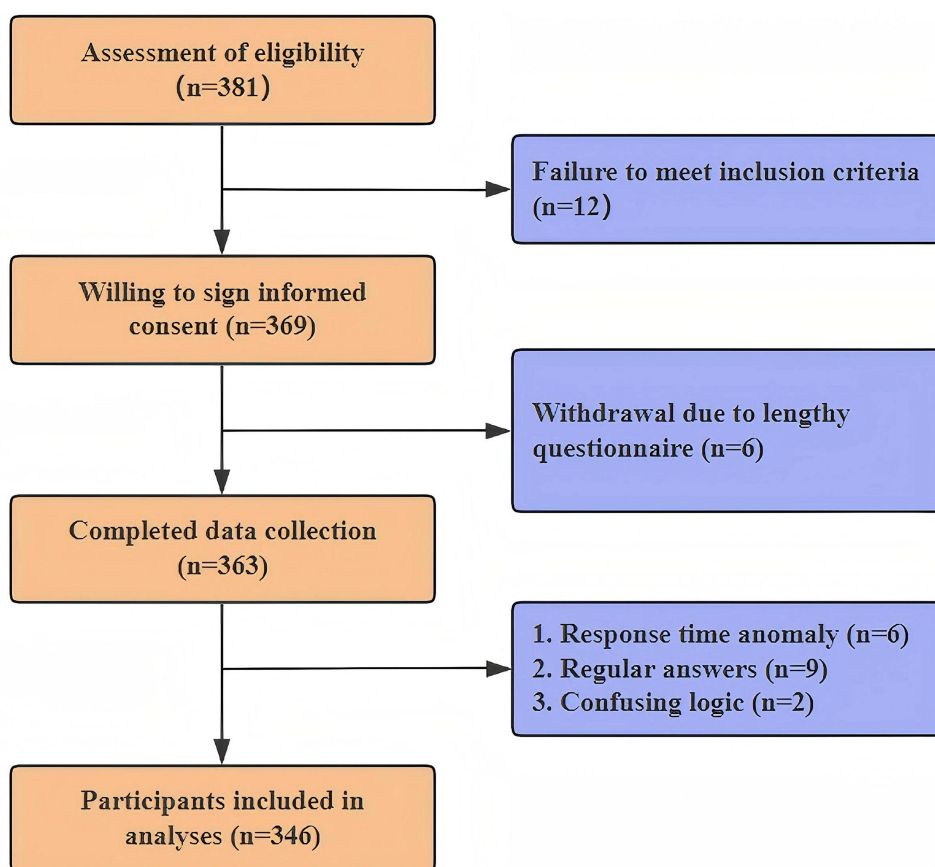 Assessment of eligibility
(n=381)
Failure to meet inclusion criteria
(n=12)
Willing to sign informed
consent (n=369)
Withdrawal due to lengthy
questionnaire (n=6)
Completed data collection
(n=363)
1. Response time anomaly (n=6)
2. Regular answers (n=9)
3. Confusing logic (n=2)
Participants included in
analyses (n=346)